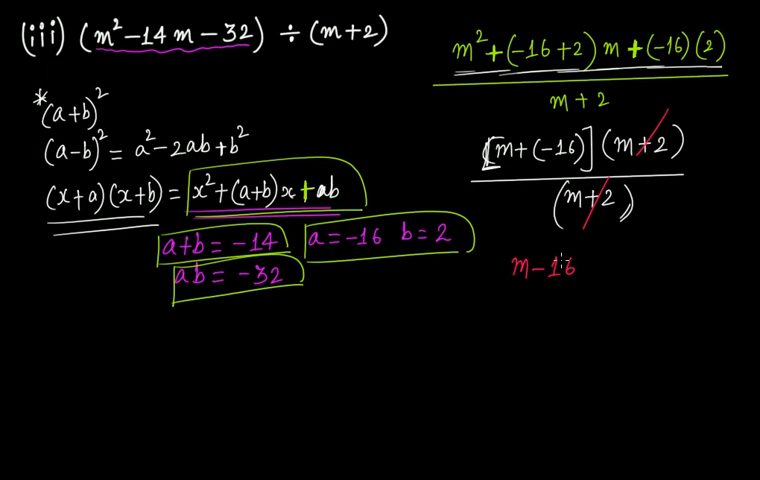 (iii) (m² – 14m – 32) ÷ (m+2)
*(a+b)²
(a-b)² = a² - 2ab + b²
(x+a)(x+b) = x² + (a+b)x + ab
a+b = -14
a = -16 b = 2
ab = -32
m² + (-16+2)m + (-16)(2)
m + 2
[m + (-16)] (m+2)
(m+2)
m - 16